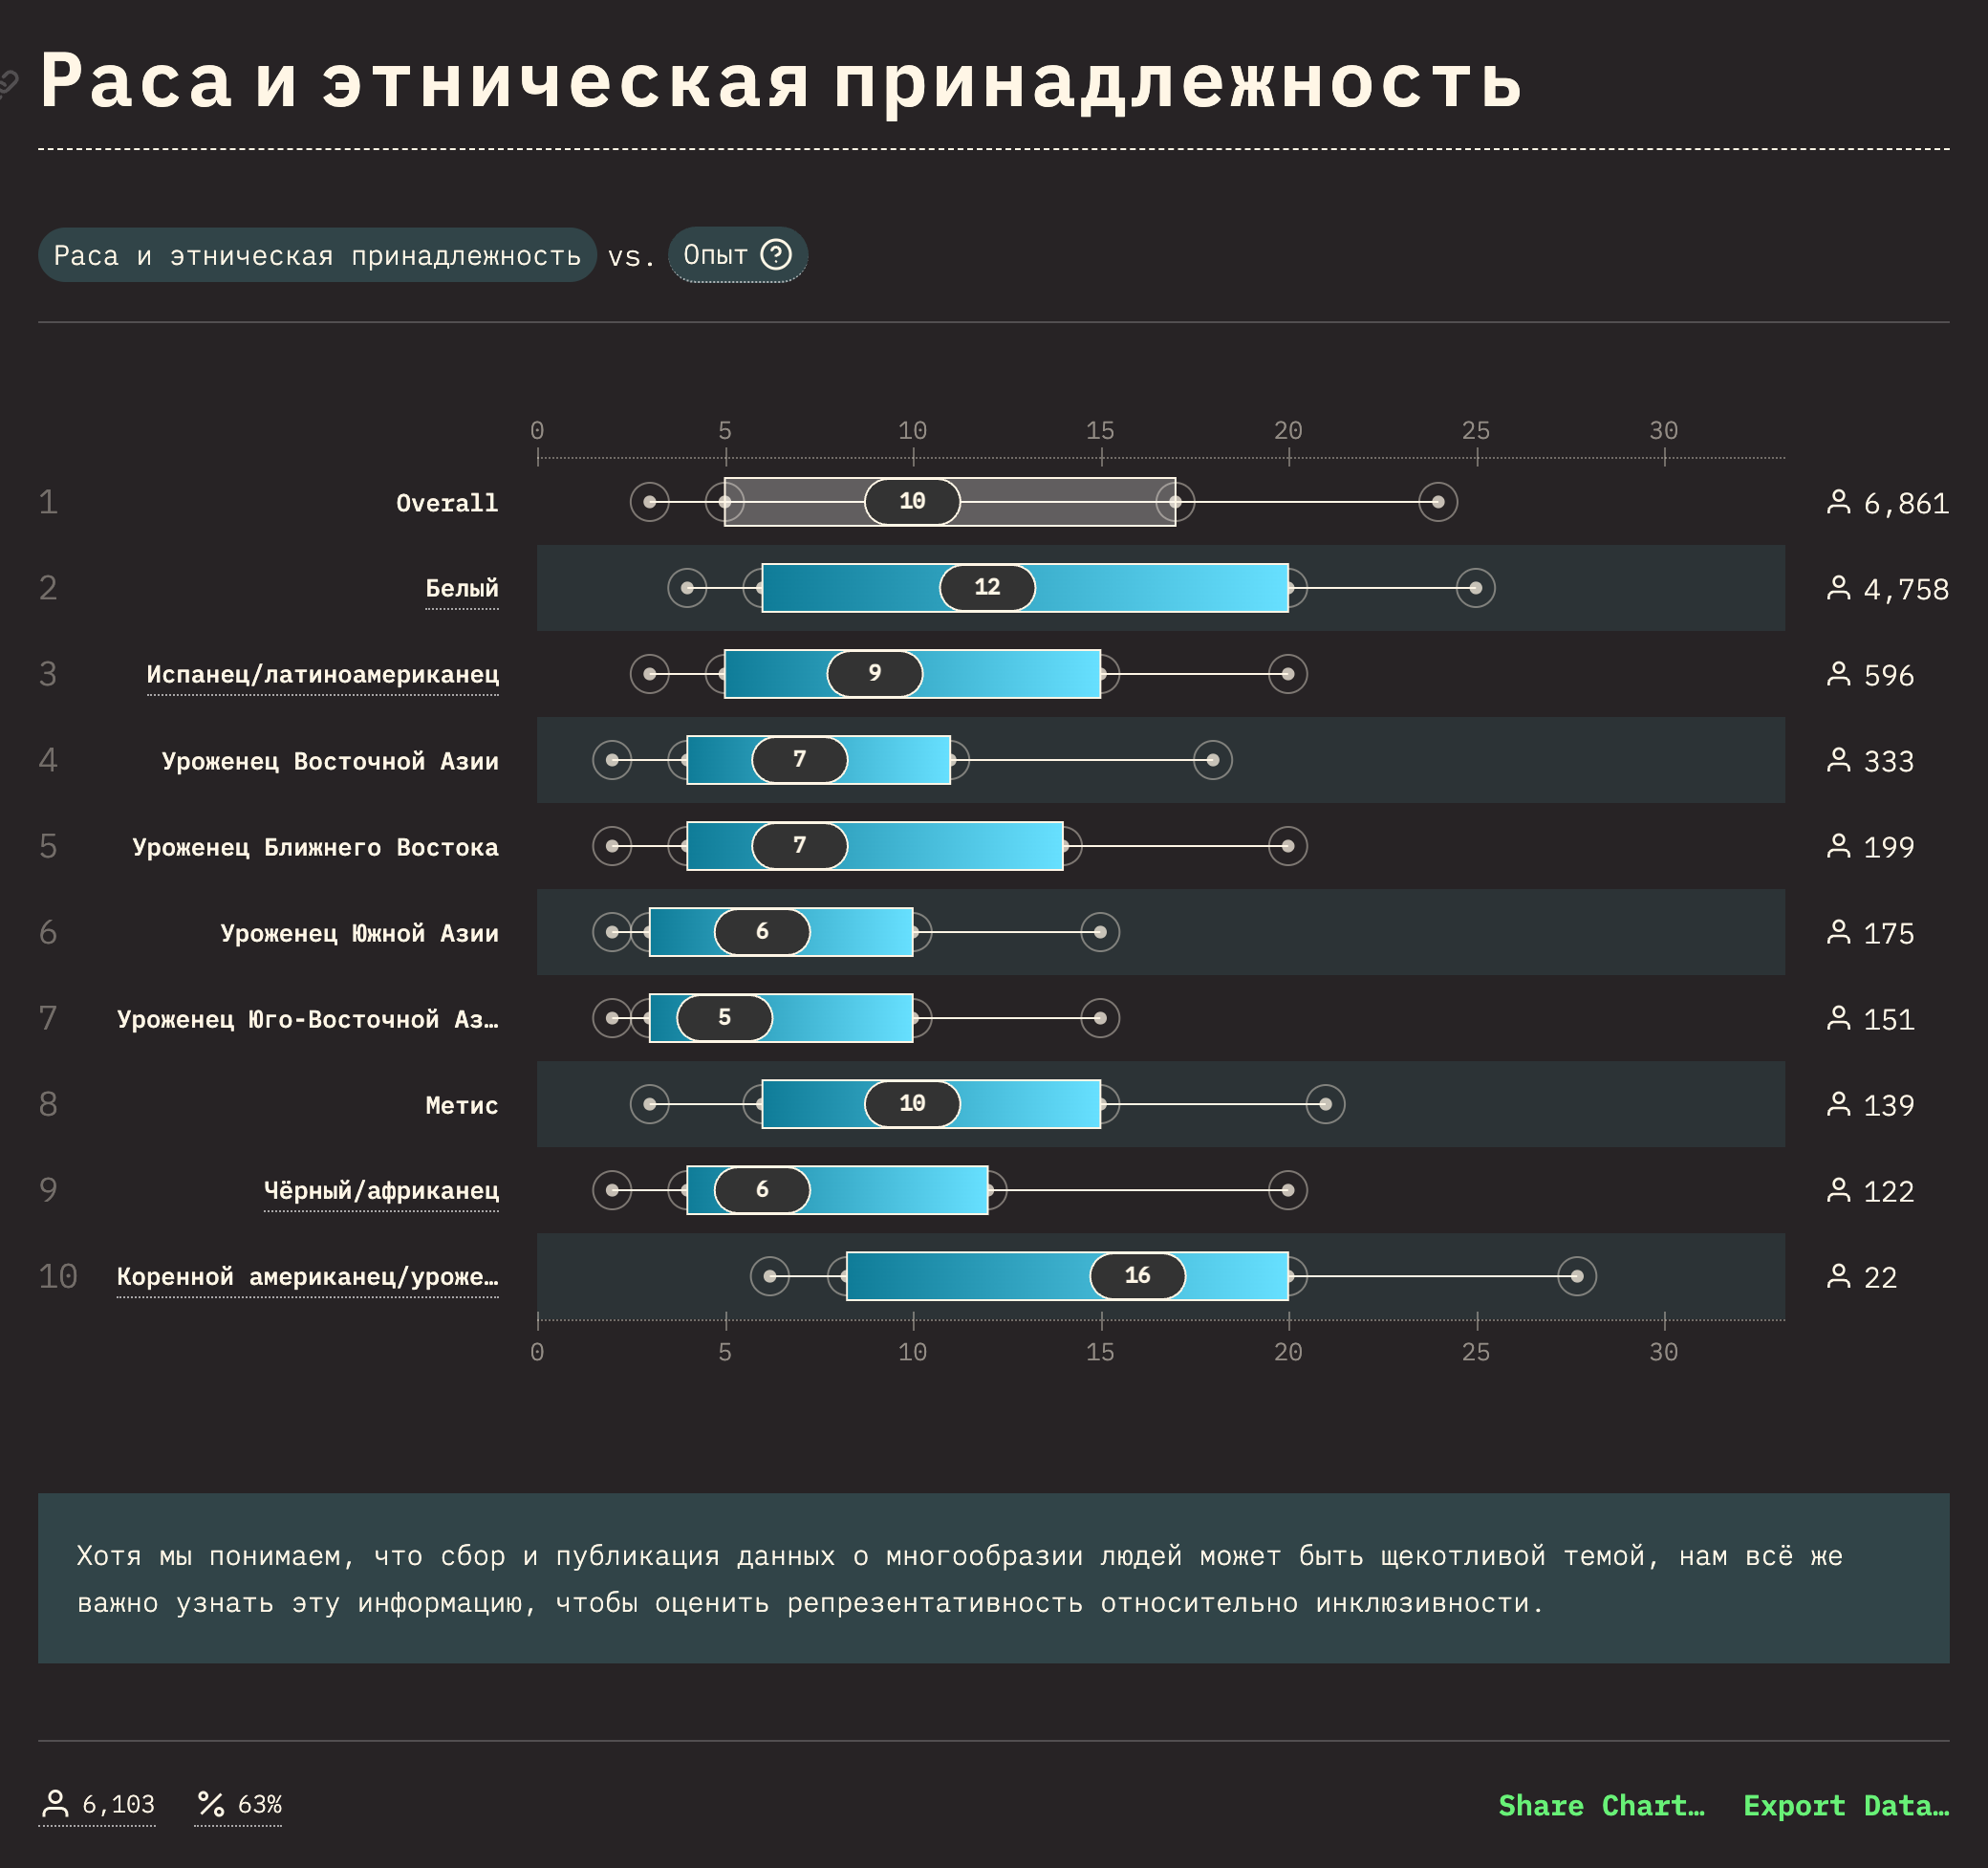 Раса и этническая принадлежность
Раса и этническая принадлежность vs. Опыт
0 5 10 15 20 25 30
1 Overall 10 6,861
2 Белый 12 4,758
3 Испанец/латиноамериканец 9 596
4 Уроженец Восточной Азии 7 333
5 Уроженец Ближнего Востока 7 199
6 Уроженец Южной Азии 6 175
7 Уроженец Юго-Восточной Аз… 5 151
8 Метис 10 139
9 Чёрный/африканец 6 122
10 Коренной американец/уроже… 16 22
0 5 10 15 20 25 30
Хотя мы понимаем, что сбор и публикация данных о многообразии людей может быть щекотливой темой, нам всё же
важно узнать эту информацию, чтобы оценить репрезентативность относительно инклюзивности.
6,103 63% Share Chart… Export Data…